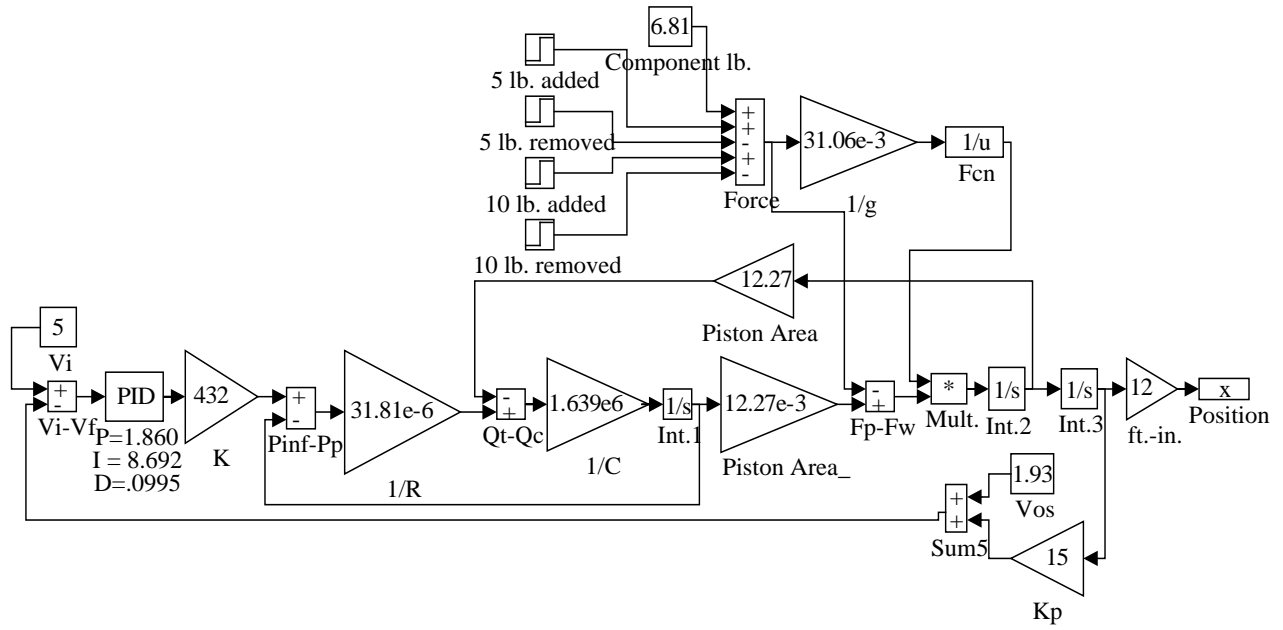 6.81
Component lb.
5 lb. added
5 lb. removed
10 lb. added
10 lb. removed
+
+
-
+
-
Force
31.06e-3
1/g
1/u
Fcn
12.27
Piston Area
5
Vi
+
-
Vi-Vf
PID
P=1.860
I = 8.692
D=.0995
432
K
+
-
Pinf-Pp
31.81e-6
1/R
-
+
Qt-Qc
1.639e6
1/C
1/s
Int.1
12.27e-3
Piston Area_
-
+
Fp-Fw
*
Mult.
1/s
Int.2
1/s
Int.3
12
ft.-in.
x
Position
1.93
Vos
+
+
Sum5
15
Kp